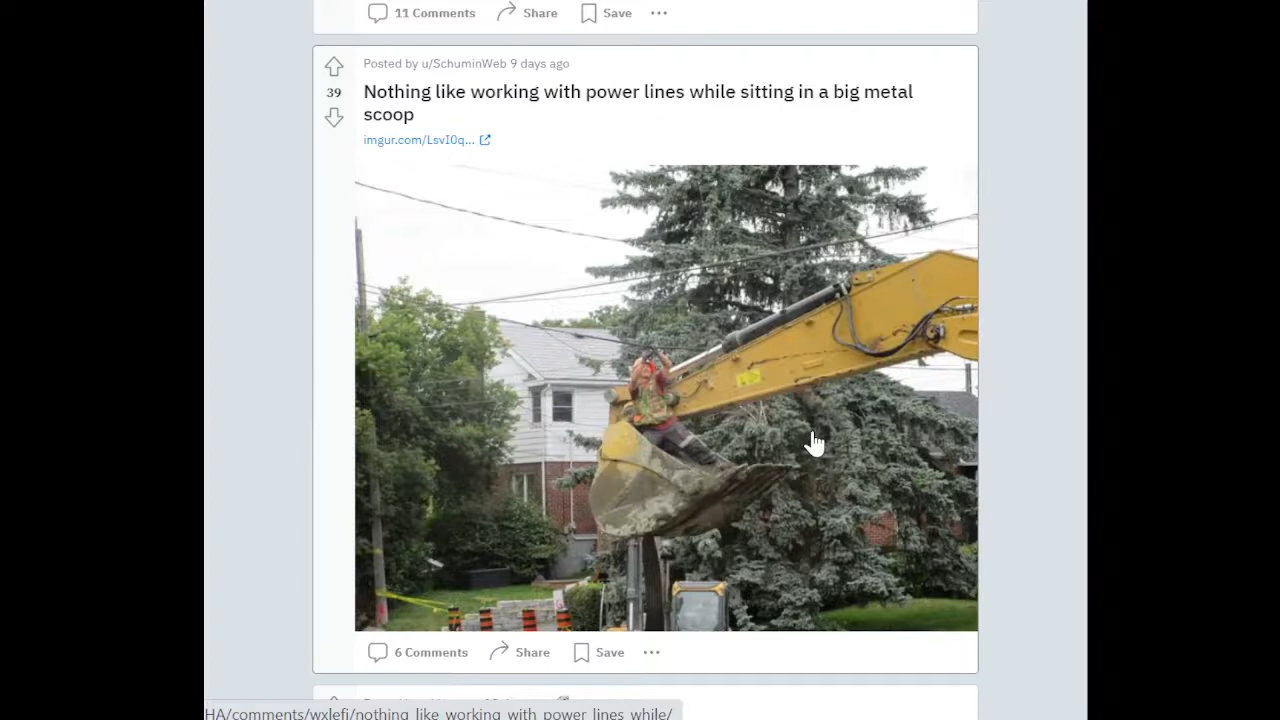 11 Comments Share Save
Posted by u/SchuminWeb 9 days ago
39
Nothing like working with power lines while sitting in a big metal
scoop
imgur.com/LsvI0q...
6 Comments Share Save
HA/comments/wxlefi/nothing_like_working_with_power_lines_while/